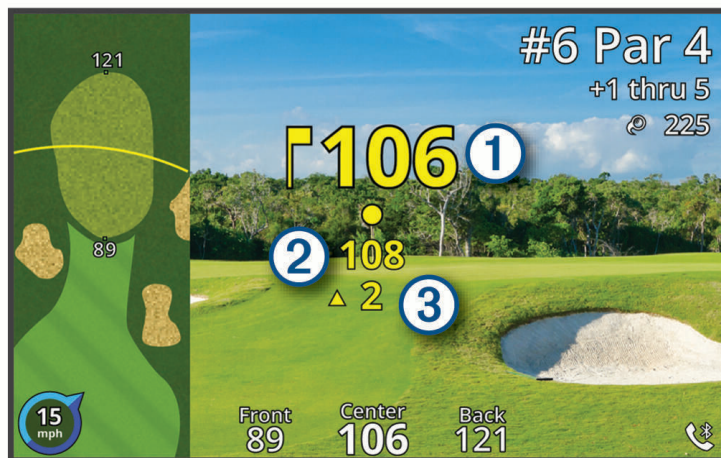 121
89
15
mph
#6 Par 4
+1 thru 5
225
106
1
2
108
▲ 2
3
Front
89
Center
106
Back
121